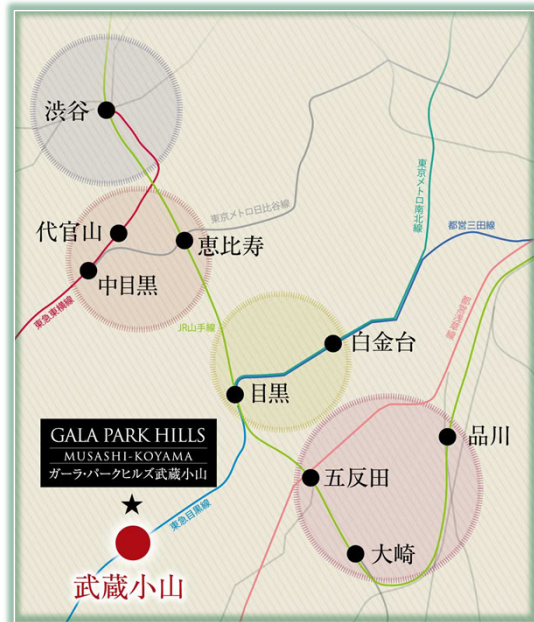 渋谷
東京メトロ日比谷線
東京メトロ南北線
都営三田線
代官山
恵比寿
中目黒
東急東横線
JR山手線
都営浅草線
白金台
目黒
GALA PARK HILLS
MUSASHI-KOYAMA
ガーラ・パークヒルズ武蔵小山
品川
五反田
東急目黒線
大崎
武蔵小山